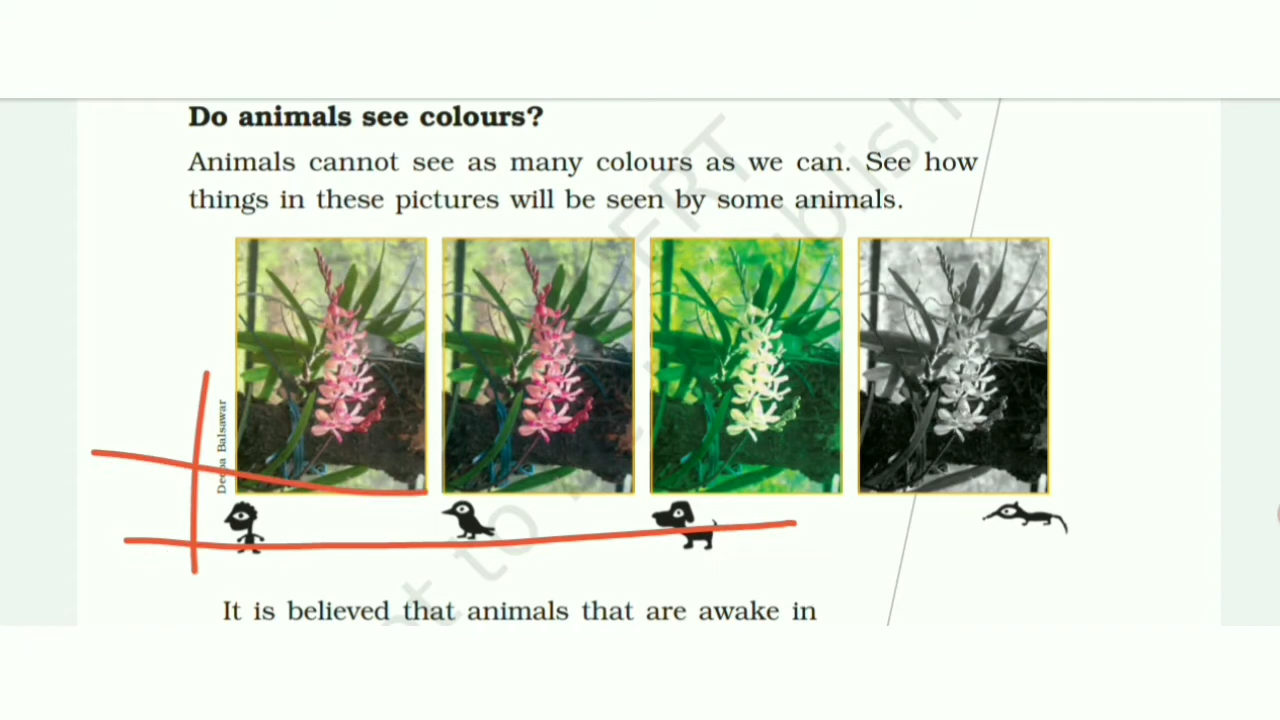 Do animals see colours?
Animals cannot see as many colours as we can. See how
things in these pictures will be seen by some animals.
Balsawar
It is believed that animals that are awake in